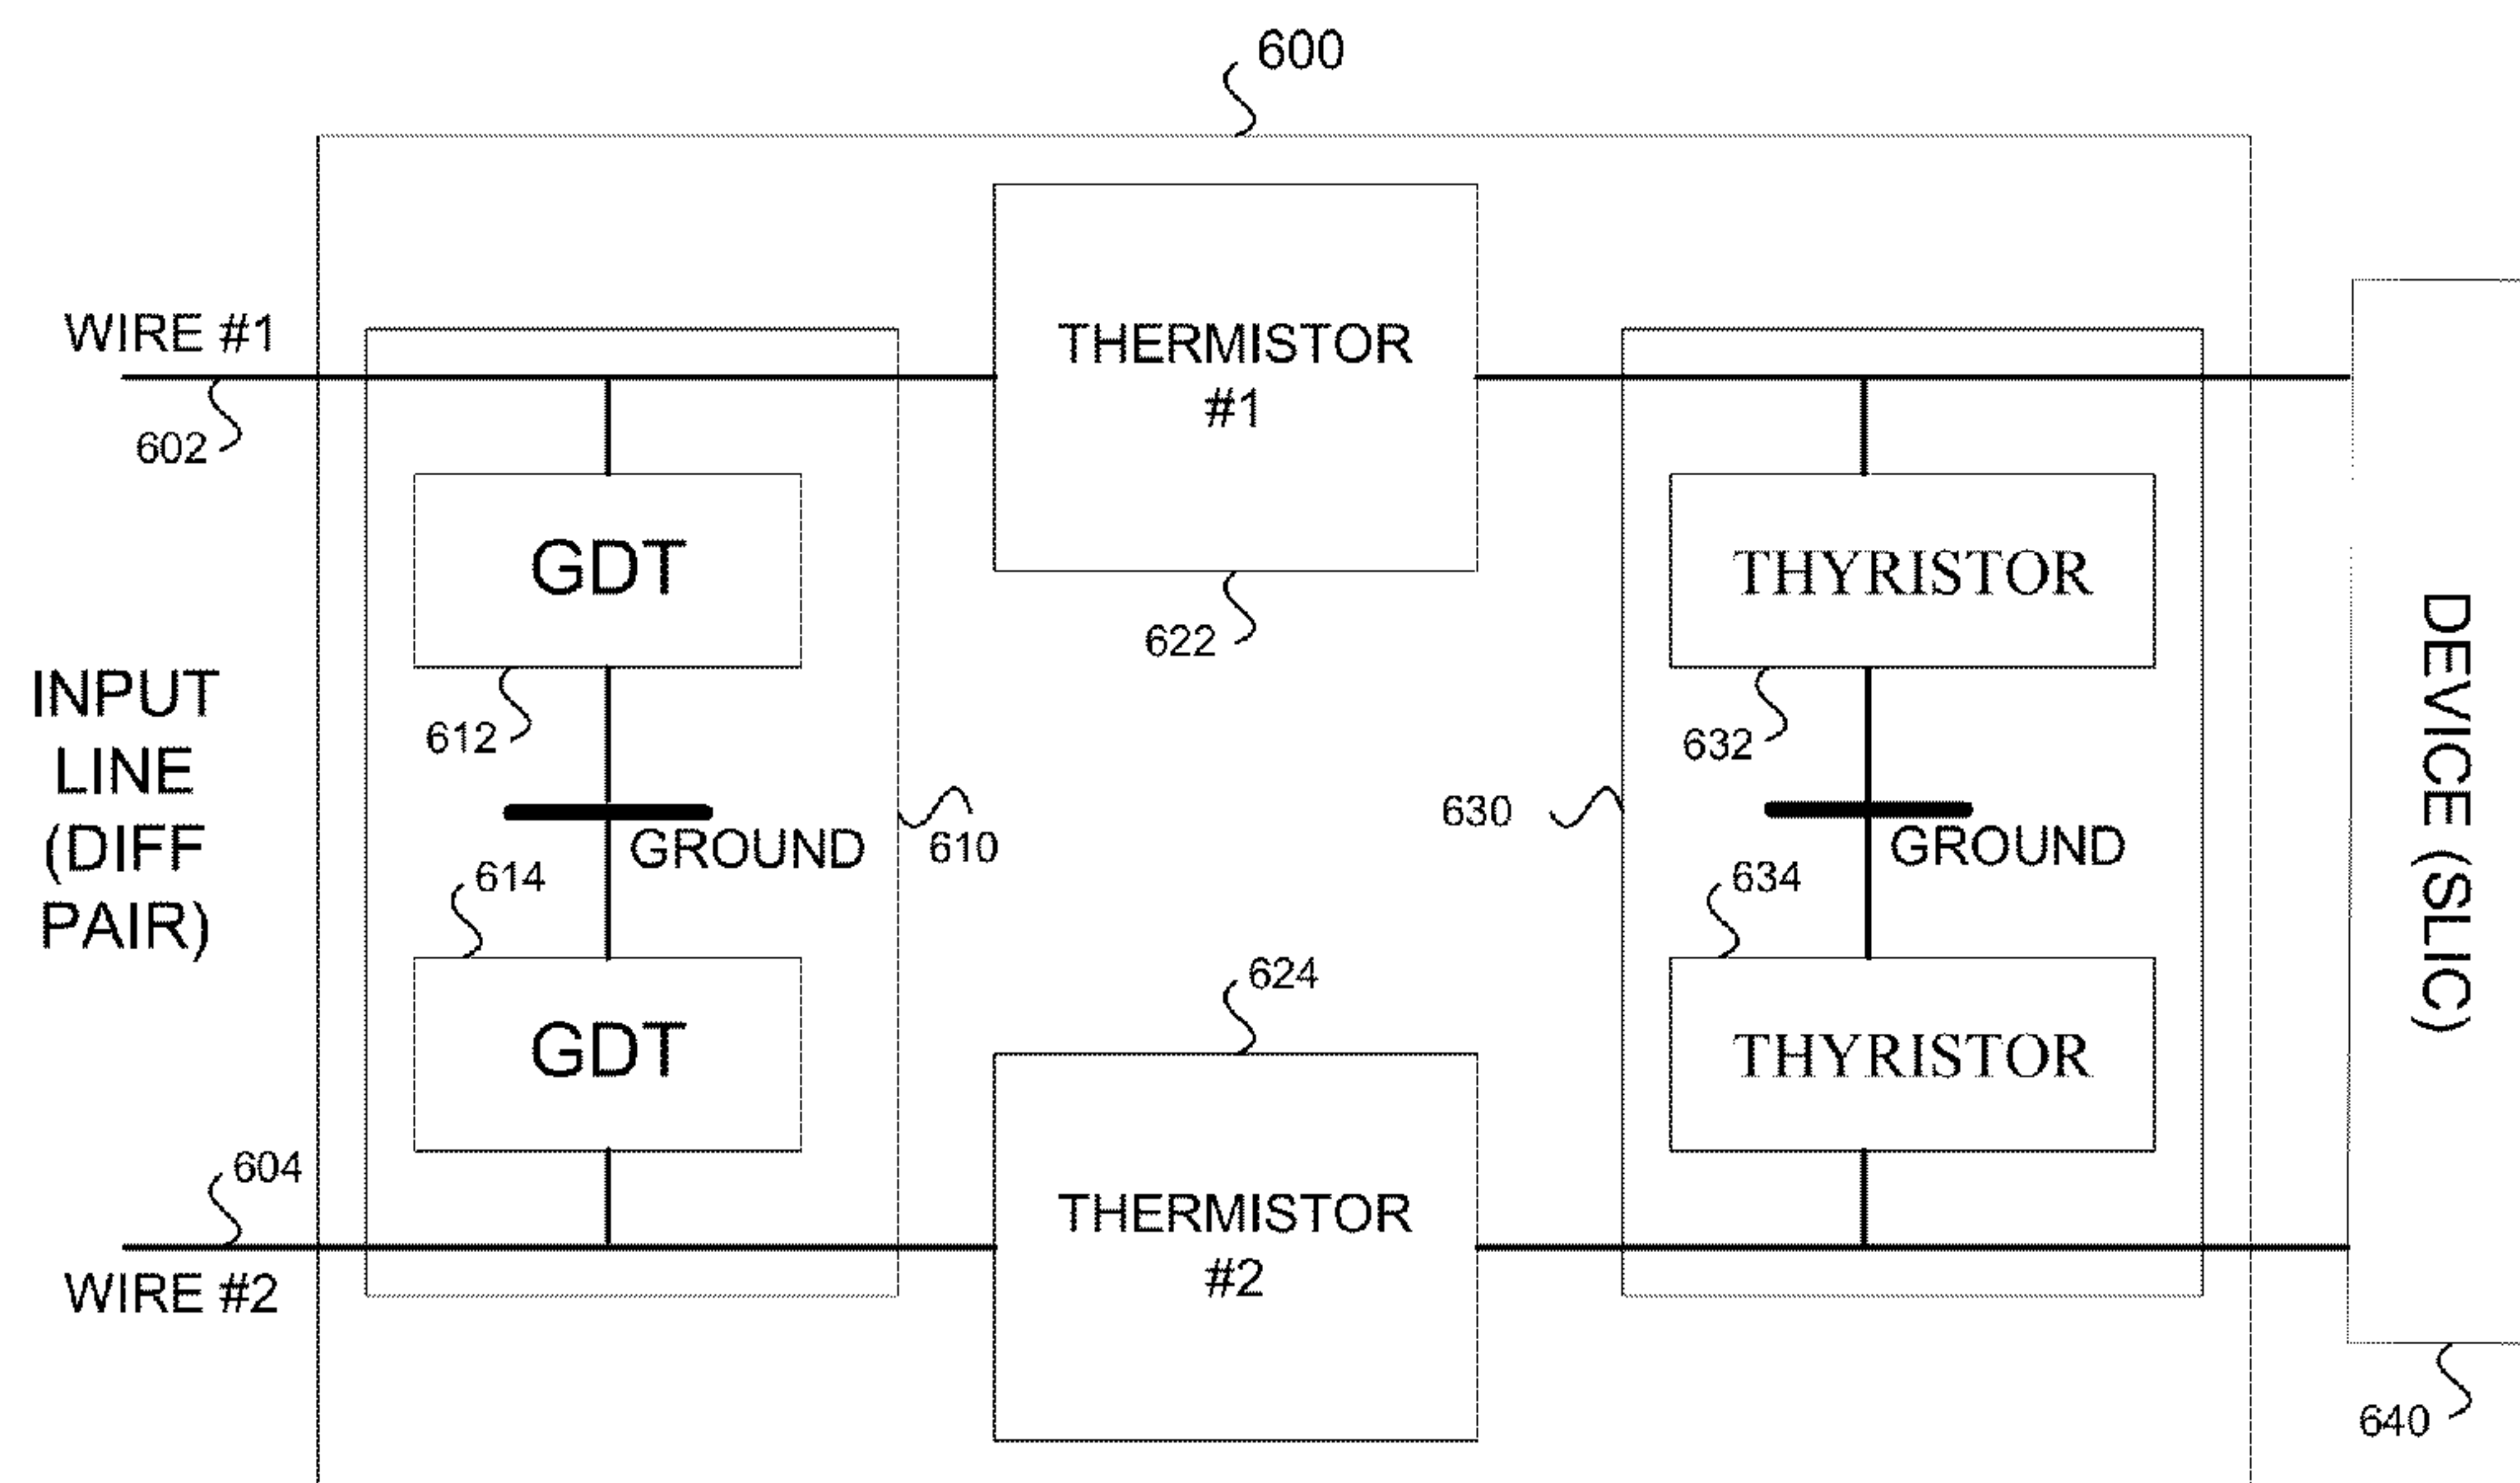 600
WIRE #1
THERMISTOR
#1
602
GDT
THYRISTOR
622
INPUT
LINE
(DIFF
PAIR)
612
632
DEVICE (SLIC)
610
630
GROUND
GROUND
614
634
624
GDT
THYRISTOR
604
THERMISTOR
#2
WIRE #2
640